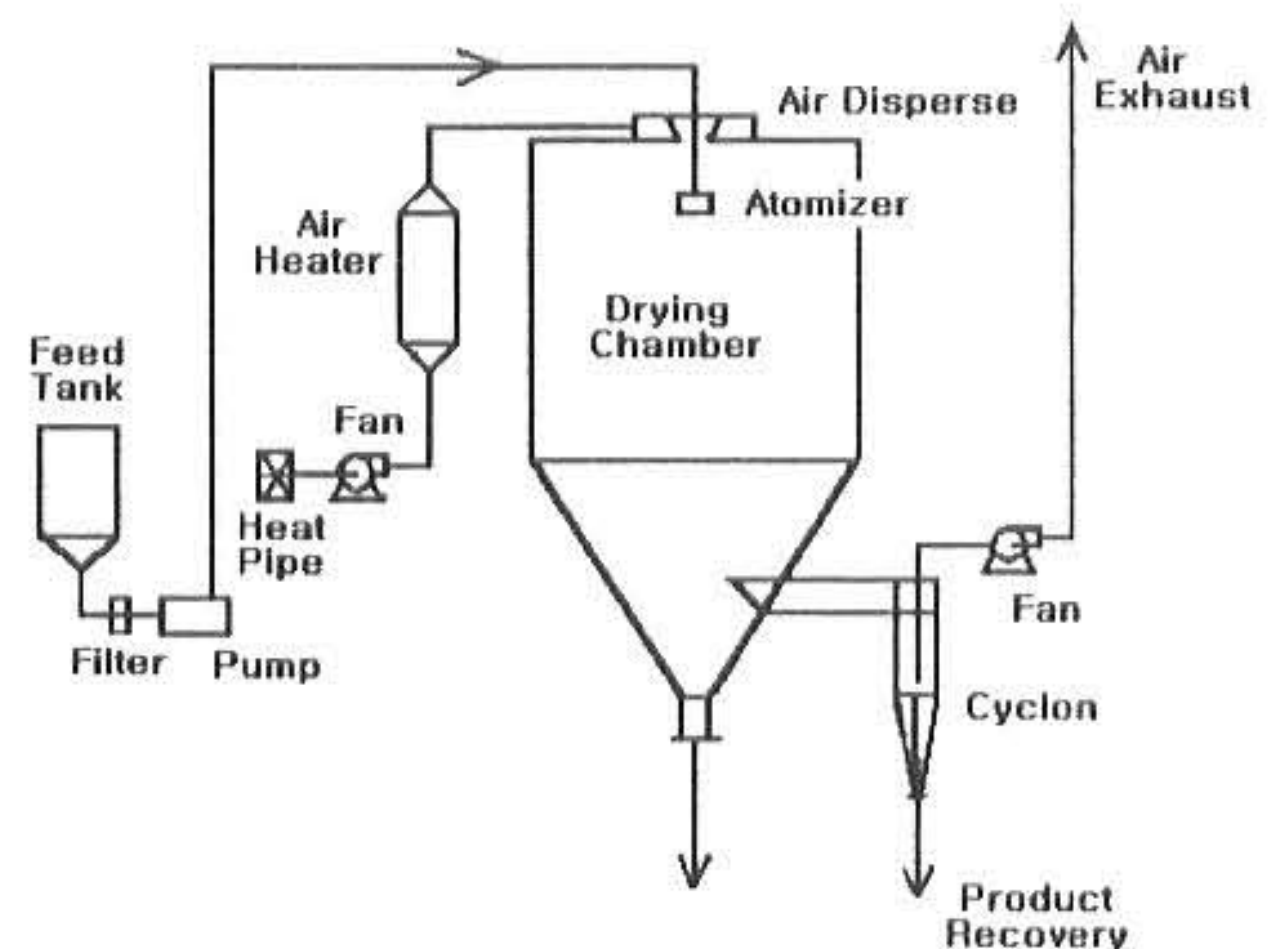 Air
Exhaust
Air Disperse
Atomizer
Air
Heater
Drying
Chamber
Feed
Tank
Fan
Heat
Pipe
Fan
Filter
Pump
Cyclon
Product
Recovery